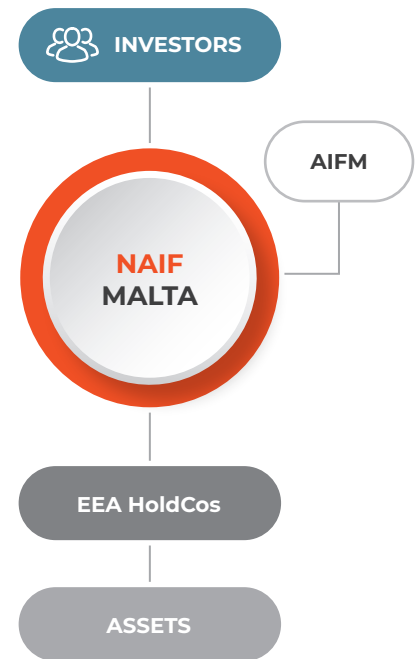 INVESTORS
AIFM
NAIF
MALTA
EEA HoldCos
ASSETS